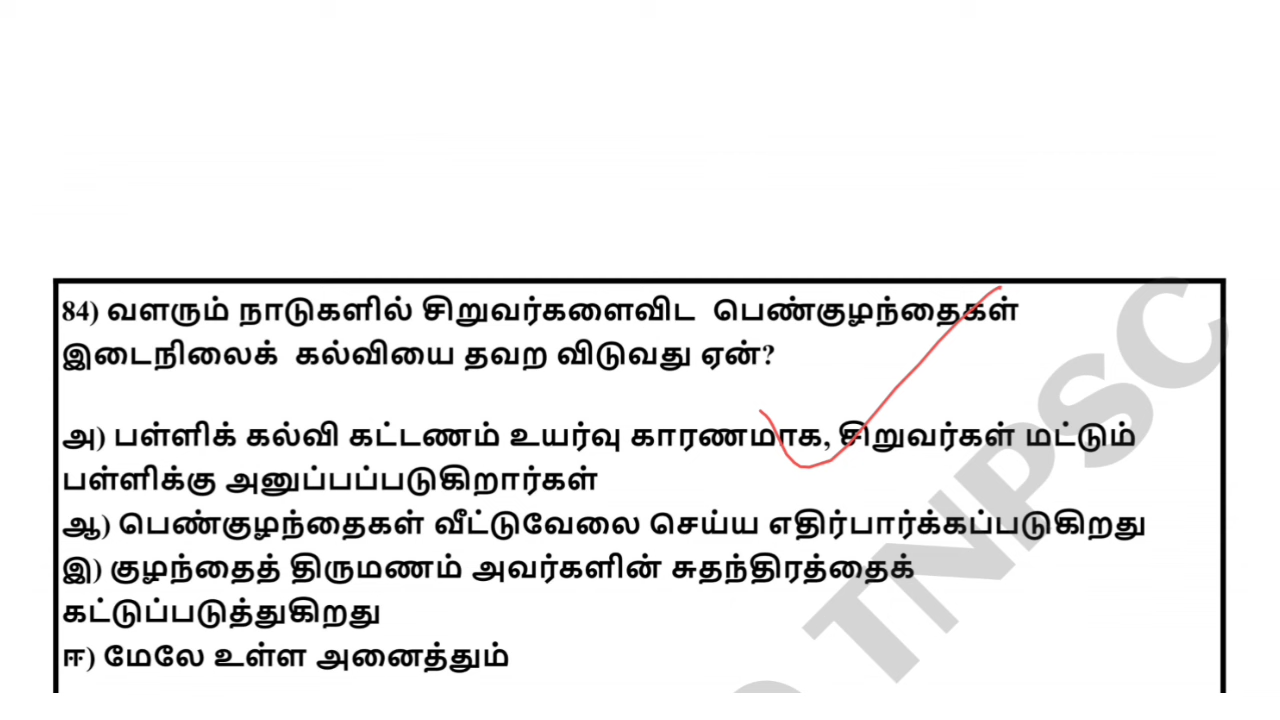 84) வளரும் நாடுகளில் சிறுவர்களைவிட பெண்குழந்தைகள்
இடைநிலைக் கல்வியை தவற விடுவது ஏன்?
அ) பள்ளிக் கல்வி கட்டணம் உயர்வு காரணமாக, சிறுவர்கள் மட்டும்
பள்ளிக்கு அனுப்பப்படுகிறார்கள்
ஆ) பெண்குழந்தைகள் வீட்டுவேலை செய்ய எதிர்பார்க்கப்படுகிறது
இ) குழந்தைத் திருமணம் அவர்களின் சுதந்திரத்தைக்
கட்டுப்படுத்துகிறது
ஈ) மேலே உள்ள அனைத்தும்
TNPSC